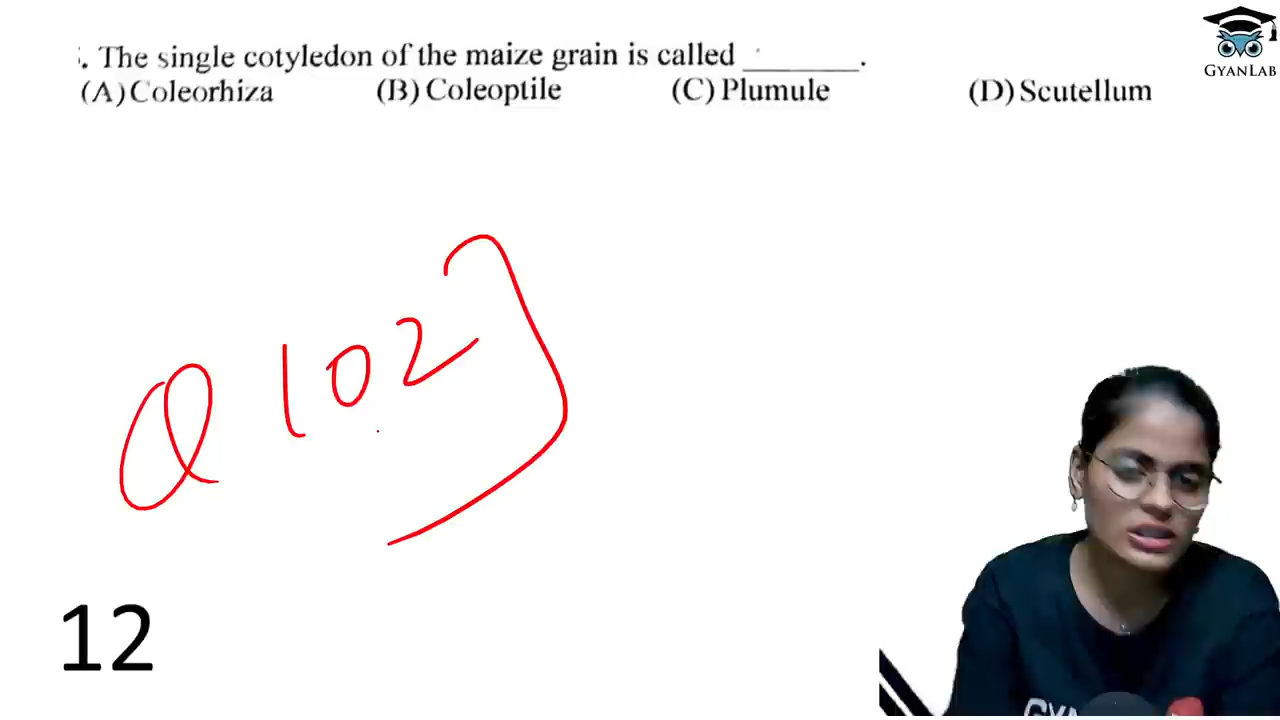 . The single cotyledon of the maize grain is called ________.
(A) Coleorhiza (B) Coleoptile (C) Plumule (D) Scutellum
GYANLAB
Q 102
12